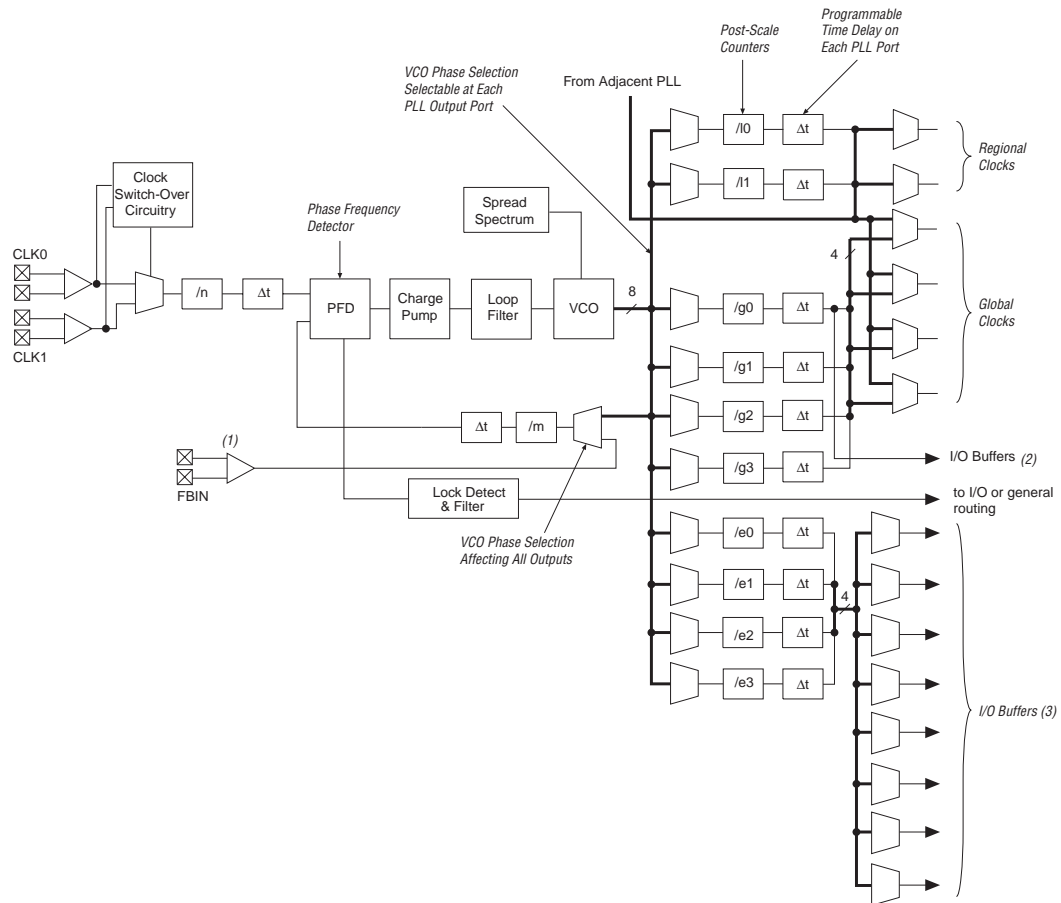 Post-Scale
Counters
Programmable
Time Delay on
Each PLL Port
VCO Phase Selection
Selectable at Each
PLL Output Port
From Adjacent PLL
/l0
Δt
/l1
Δt
Regional
Clocks
Clock
Switch-Over
Circuitry
Phase Frequency
Detector
Spread
Spectrum
CLK0
CLK1
/n
Δt
PFD
Charge
Pump
Loop
Filter
VCO
8
/g0
Δt
4
Global
Clocks
/g1
Δt
/g2
Δt
/g3
Δt
Δt
/m
(1)
FBIN
I/O Buffers (2)
Lock Detect
& Filter
to I/O or general
routing
VCO Phase Selection
Affecting All Outputs
/e0
Δt
/e1
Δt
4
/e2
Δt
/e3
Δt
I/O Buffers (3)